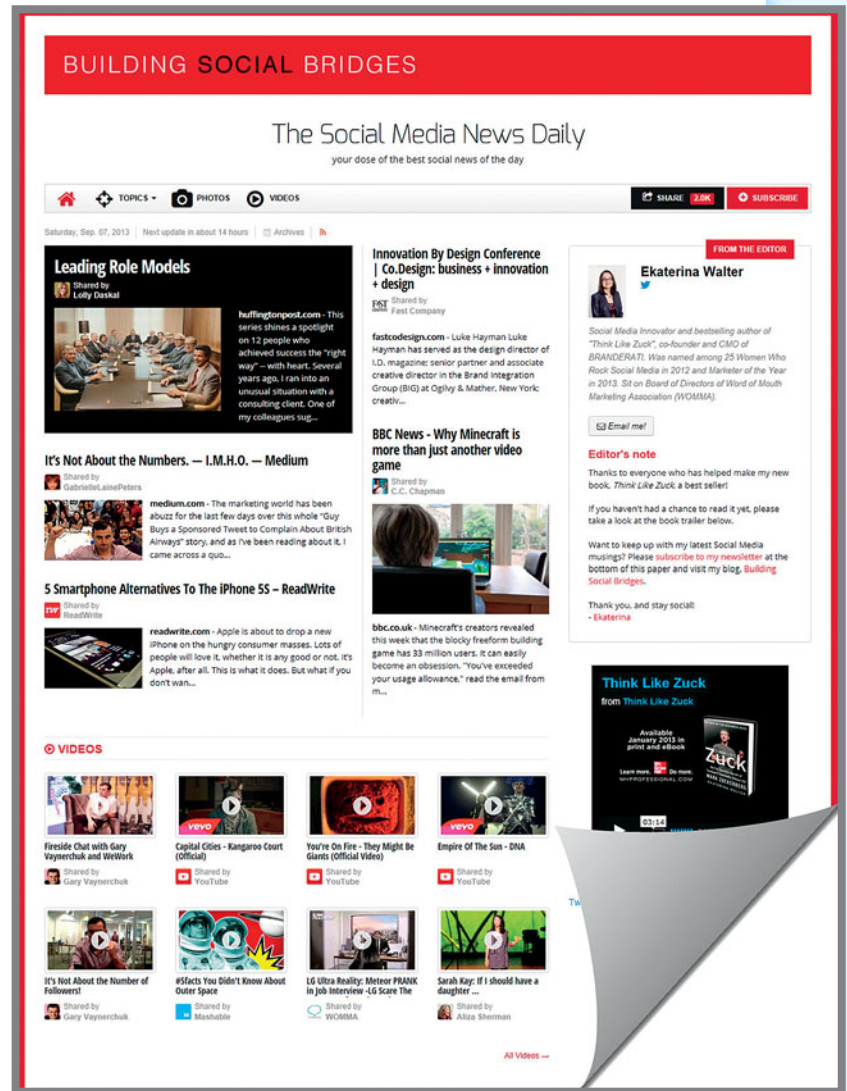 BUILDING SOCIAL BRIDGES
The Social Media News Daily
your dose of the best social news of the day
TOPICS
PHOTOS
VIDEOS
SHARE 2.0K
SUBSCRIBE
Saturday, Sep. 07, 2013 | Next update in about 14 hours | Archives
Leading Role Models
Shared by
Lolly Daskal
huffingtonpost.com - This
series shines a spotlight
on 12 people who
achieved success the "right
way" -- with heart. Several
years ago, I ran into an
unusual situation with a
consulting client. One of
my colleagues sug...
It's Not About the Numbers. — I.M.H.O. — Medium
Shared by
GabrielleLainePeters
medium.com - The marketing world has been
abuzz for the last few days over this whole "Guy
Buys a Sponsored Tweet to Complain About British
Airways" story, and as I've been reading about it, I
came across a quo...
5 Smartphone Alternatives To The iPhone 5S – ReadWrite
rw
Shared by
ReadWrite
readwrite.com - Apple is about to drop a new
iPhone on the hungry consumer masses. Lots of
people will love it, whether it is any good or not. It's
Apple, after all. This is what it does. But what if you
don't wan...
Innovation By Design Conference
| Co.Design: business + innovation
+ design
FAST
Shared by
Fast Company
fastcodesign.com - Luke Hayman Luke
Hayman has served as the design director of
I.D. magazine; senior partner and associate
creative director in the Brand Integration
Group (BIG) at Ogilvy & Mather, New York;
creativ...
BBC News - Why Minecraft is
more than just another video
game
Shared by
C.C. Chapman
bbc.co.uk - Minecraft's creators revealed
this week that the blocky freeform building
game has 33 million users. It can easily
become an obsession. "You've exceeded
your usage allowance," read the email from
m...
FROM THE EDITOR
Ekaterina Walter
Social Media Innovator and bestselling author of
"Think Like Zuck", co-founder and CMO of
BRANDERATI. Was named among 25 Women Who
Rock Social Media in 2012 and Marketer of the Year
in 2013. Sit on Board of Directors of Word of Mouth
Marketing Association (WOMMA).
Email me!
Editor's note
Thanks to everyone who has helped make my new
book, Think Like Zuck, a best seller!
If you haven't had a chance to read it yet, please
take a look at the book trailer below.
Want to keep up with my latest Social Media
musings? Please subscribe to my newsletter at the
bottom of this paper and visit my blog, Building
Social Bridges.
Thank you, and stay social!
- Ekaterina
Think Like Zuck
from Think Like Zuck
Available
January 2013 in
print and eBook
Learn more. Do more.
MHPROFESSIONAL.COM
Zuck
03:14
Tw
VIDEOS
vevo
vevo
Fireside Chat with Gary
Vaynerchuk and WeWork
Shared by
Gary Vaynerchuk
Capital Cities - Kangaroo Court
(Official)
Shared by
YouTube
You're On Fire - They Might Be
Giants (Official Video)
Shared by
YouTube
Empire Of The Sun - DNA
Shared by
YouTube
It's Not About the Number of
Followers!
Shared by
Gary Vaynerchuk
#5facts You Didn't Know About
Outer Space
Shared by
Mashable
LG Ultra Reality: Meteor PRANK
in Job Interview -LG Scare The
Shared by
WOMMA
Sarah Kay: If I should have a
daughter ...
Shared by
Aliza Sherman
All Videos →